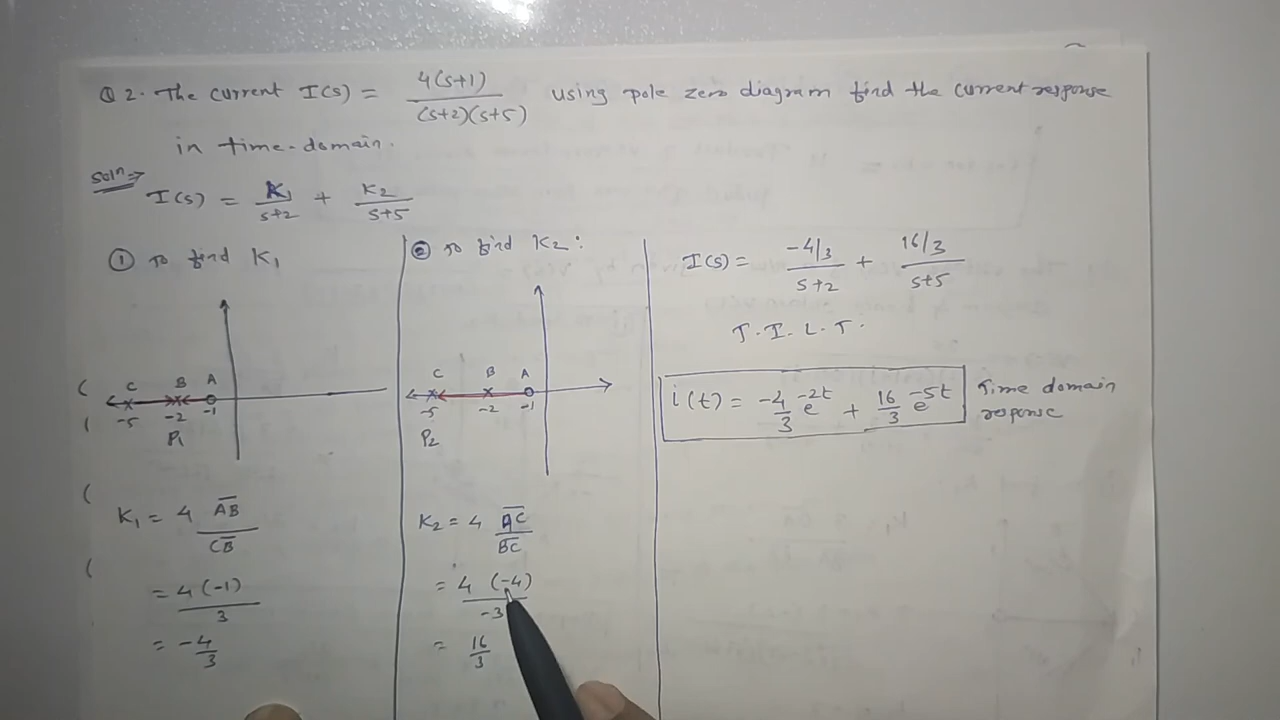 Q2. The current I(s) = 4(s+1) / (s+2)(s+5) using pole zero diagram find the current response
in time-domain.
Soln ⇒
I(s) = K1 / s+2 + K2 / s+5
① To find K1
C B A
-5 -2 -1
P1
K1 = 4 AB / CB
= 4(-1) / 3
= -4/3
② To find K2:
C B A
-5 -2 -1
P2
K2 = 4 AC / BC
= 4 (-4) / -3
= 16/3
I(s) = -4/3 / s+2 + 16/3 / s+5
T.I.L.T.
i(t) = -4/3 e^-2t + 16/3 e^-5t Time domain
response